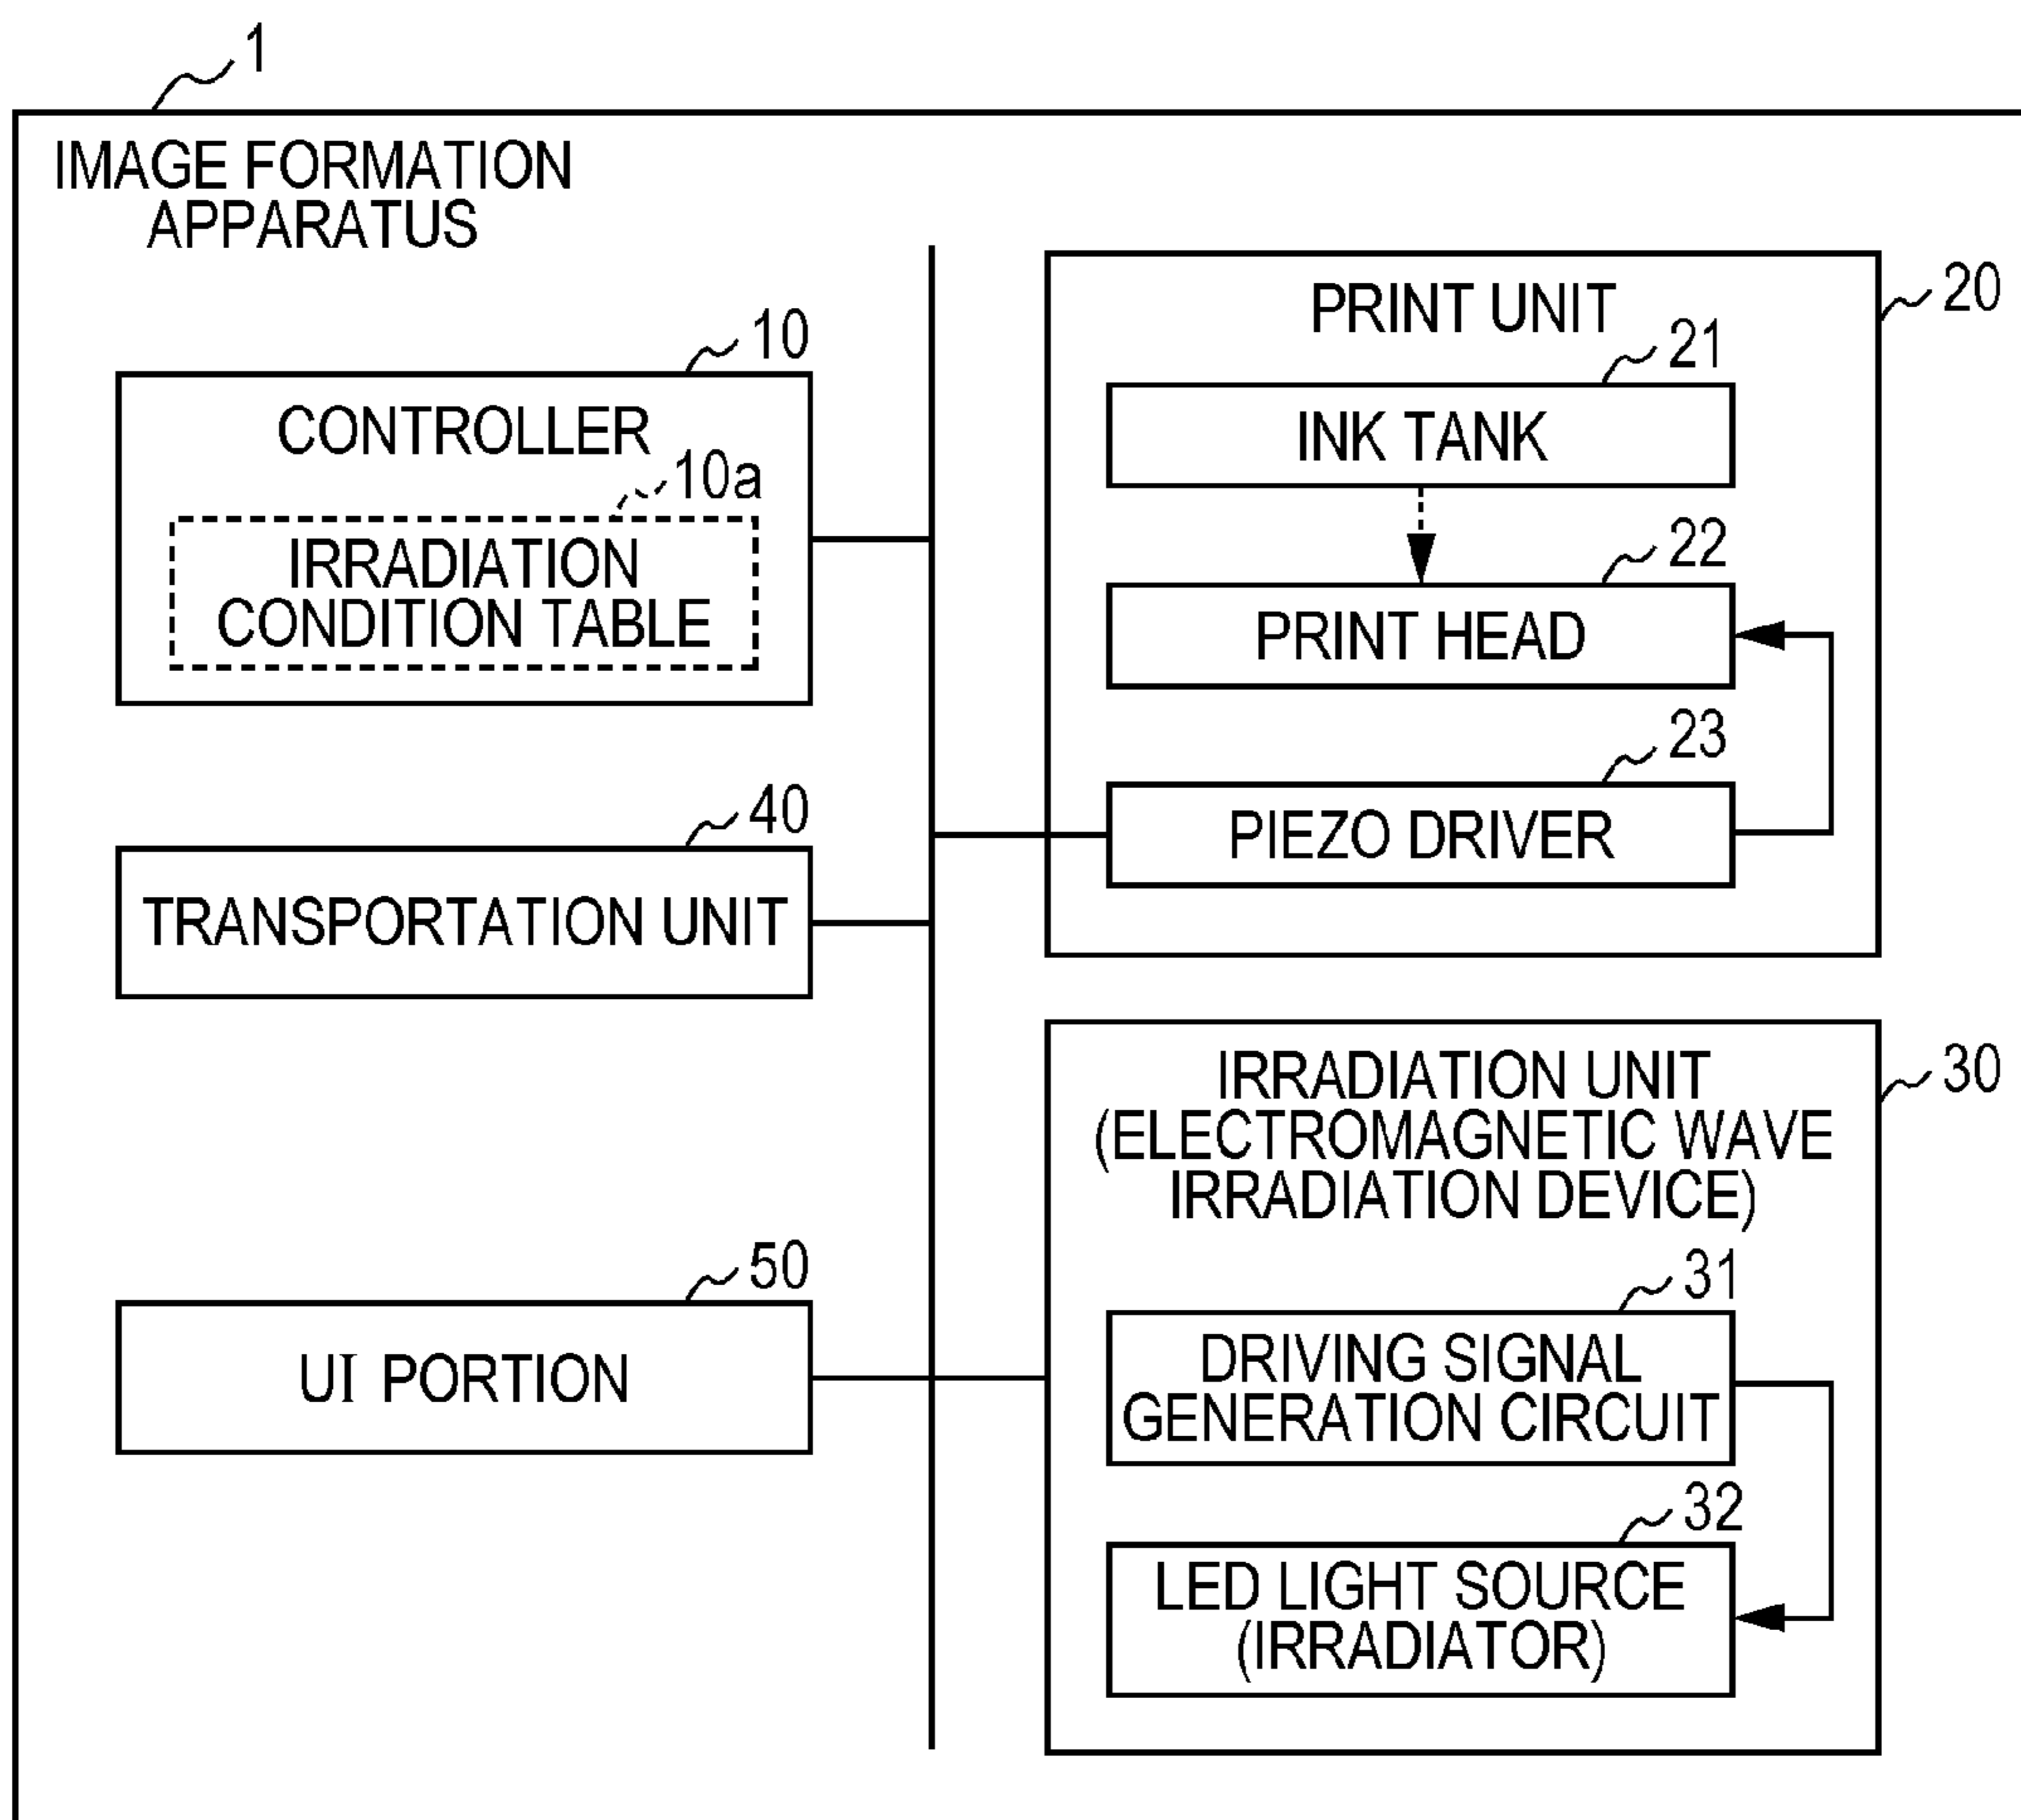 1
IMAGE FORMATION
APPARATUS
10
CONTROLLER
10a
IRRADIATION
CONDITION TABLE
40
TRANSPORTATION UNIT
50
UI PORTION
20
PRINT UNIT
21
INK TANK
22
PRINT HEAD
23
PIEZO DRIVER
30
IRRADIATION UNIT
(ELECTROMAGNETIC WAVE
IRRADIATION DEVICE)
31
DRIVING SIGNAL
GENERATION CIRCUIT
32
LED LIGHT SOURCE
(IRRADIATOR)